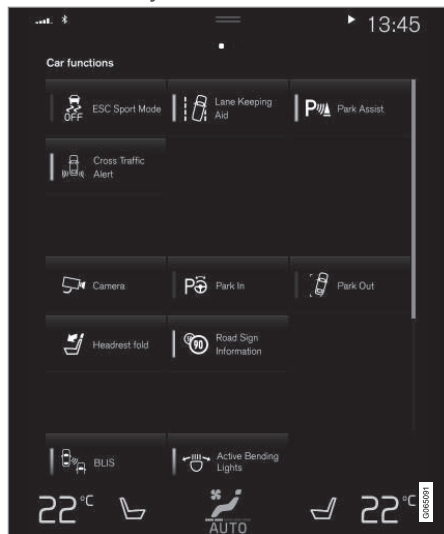 13:45
Car functions
OFF
ESC Sport Mode
Lane Keeping
Aid
P
Park Assist
Cross Traffic
Alert
Camera
P
Park In
Park Out
Headrest fold
90
Road Sign
Information
BLIS
Active Bending
Lights
22°C
AUTO
22°C
G065091